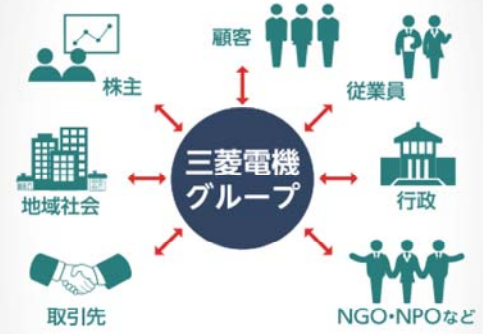 顧客
株主
従業員
三菱電機
グループ
地域社会
行政
取引先
NGO・NPOなど